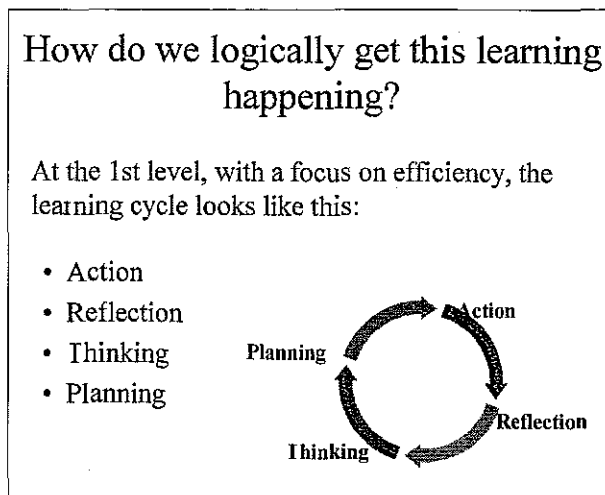 How do we logically get this learning
happening?
At the 1st level, with a focus on efficiency, the
learning cycle looks like this:
• Action
• Reflection
• Thinking
• Planning
Action
Planning
Reflection
Thinking